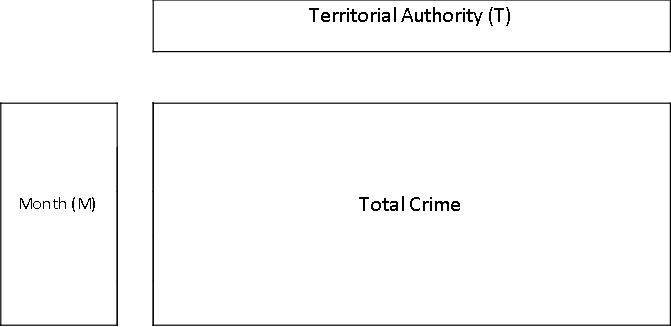 Territorial Authority (T)
Month (M)
Total Crime